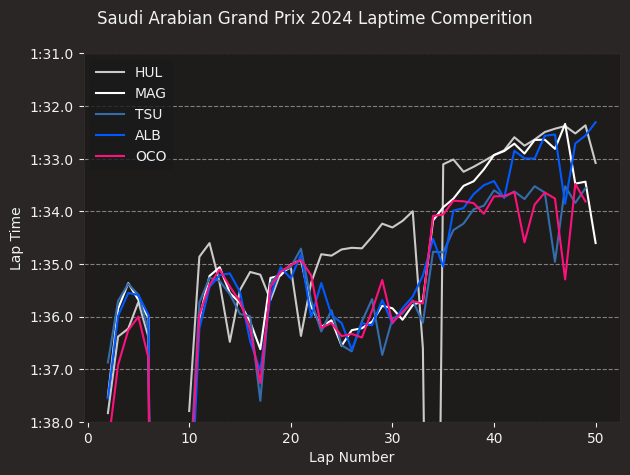 Saudi Arabian Grand Prix 2024 Laptime Comperition
1:31.0
1:32.0
1:33.0
1:34.0
1:35.0
1:36.0
1:37.0
1:38.0
Lap Time
HUL
MAG
TSU
ALB
OCO
0 10 20 30 40 50
Lap Number